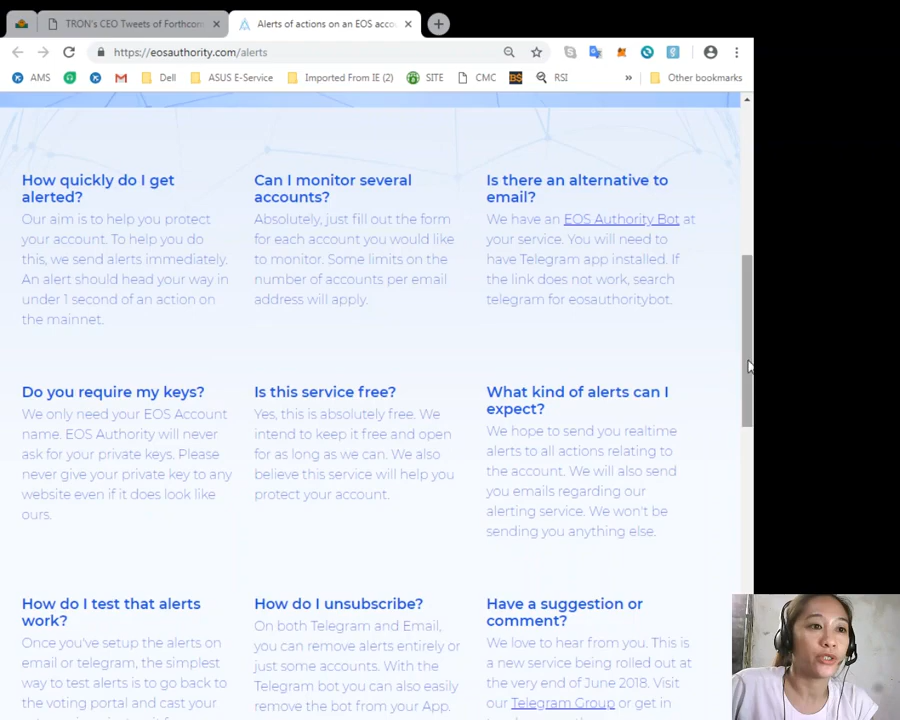 TRON's CEO Tweets of Forthcom
Alerts of actions on an EOS acco
https://eosauthority.com/alerts
AMS
Dell
ASUS E-Service
Imported From IE (2)
SITE
CMC
BS
RSI
»
Other bookmarks
How quickly do I get
alerted?
Our aim is to help you protect
your account. To help you do
this, we send alerts immediately.
An alert should head your way in
under 1 second of an action on
the mainnet.
Can I monitor several
accounts?
Absolutely, just fill out the form
for each account you would like
to monitor. Some limits on the
number of accounts per email
address will apply.
Is there an alternative to
email?
We have an EOS Authority Bot at
your service. You will need to
have Telegram app installed. If
the link does not work, search
telegram for eosauthoritybot.
Do you require my keys?
We only need your EOS Account
name. EOS Authority will never
ask for your private keys. Please
never give your private key to any
website even if it does look like
ours.
Is this service free?
Yes, this is absolutely free. We
intend to keep it free and open
for as long as we can. We also
believe this service will help you
protect your account.
What kind of alerts can I
expect?
We hope to send you realtime
alerts to all actions relating to
the account. We will also send
you emails regarding our
alerting service. We won't be
sending you anything else.
How do I test that alerts
work?
Once you've setup the alerts on
email or telegram, the simplest
way to test alerts is to go back to
the voting portal and cast your
How do I unsubscribe?
On both Telegram and Email,
you can remove alerts entirely or
just some accounts. With the
Telegram bot you can also easily
remove the bot from your App.
Have a suggestion or
comment?
We love to hear from you. This is
a new service being rolled out at
the very end of June 2018. Visit
our Telegram Group or get in